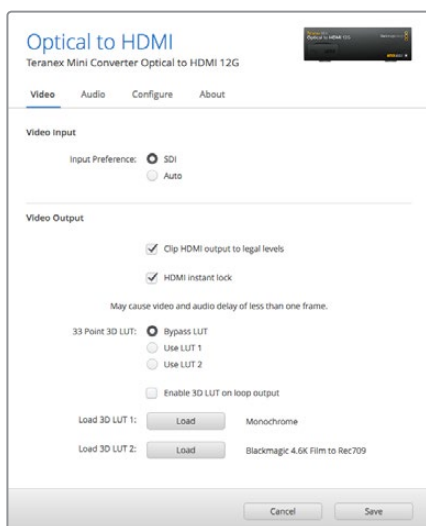 Optical to HDMI
Teranex Mini Converter Optical to HDMI 12G
Video Audio Configure About
Video Input
Input Preference: SDI
Auto
Video Output
Clip HDMI output to legal levels
HDMI instant lock
May cause video and audio delay of less than one frame.
33 Point 3D LUT: Bypass LUT
Use LUT 1
Use LUT 2
Enable 3D LUT on loop output
Load 3D LUT 1: Load Monochrome
Load 3D LUT 2: Load Blackmagic 4.6K Film to Rec709
Cancel Save